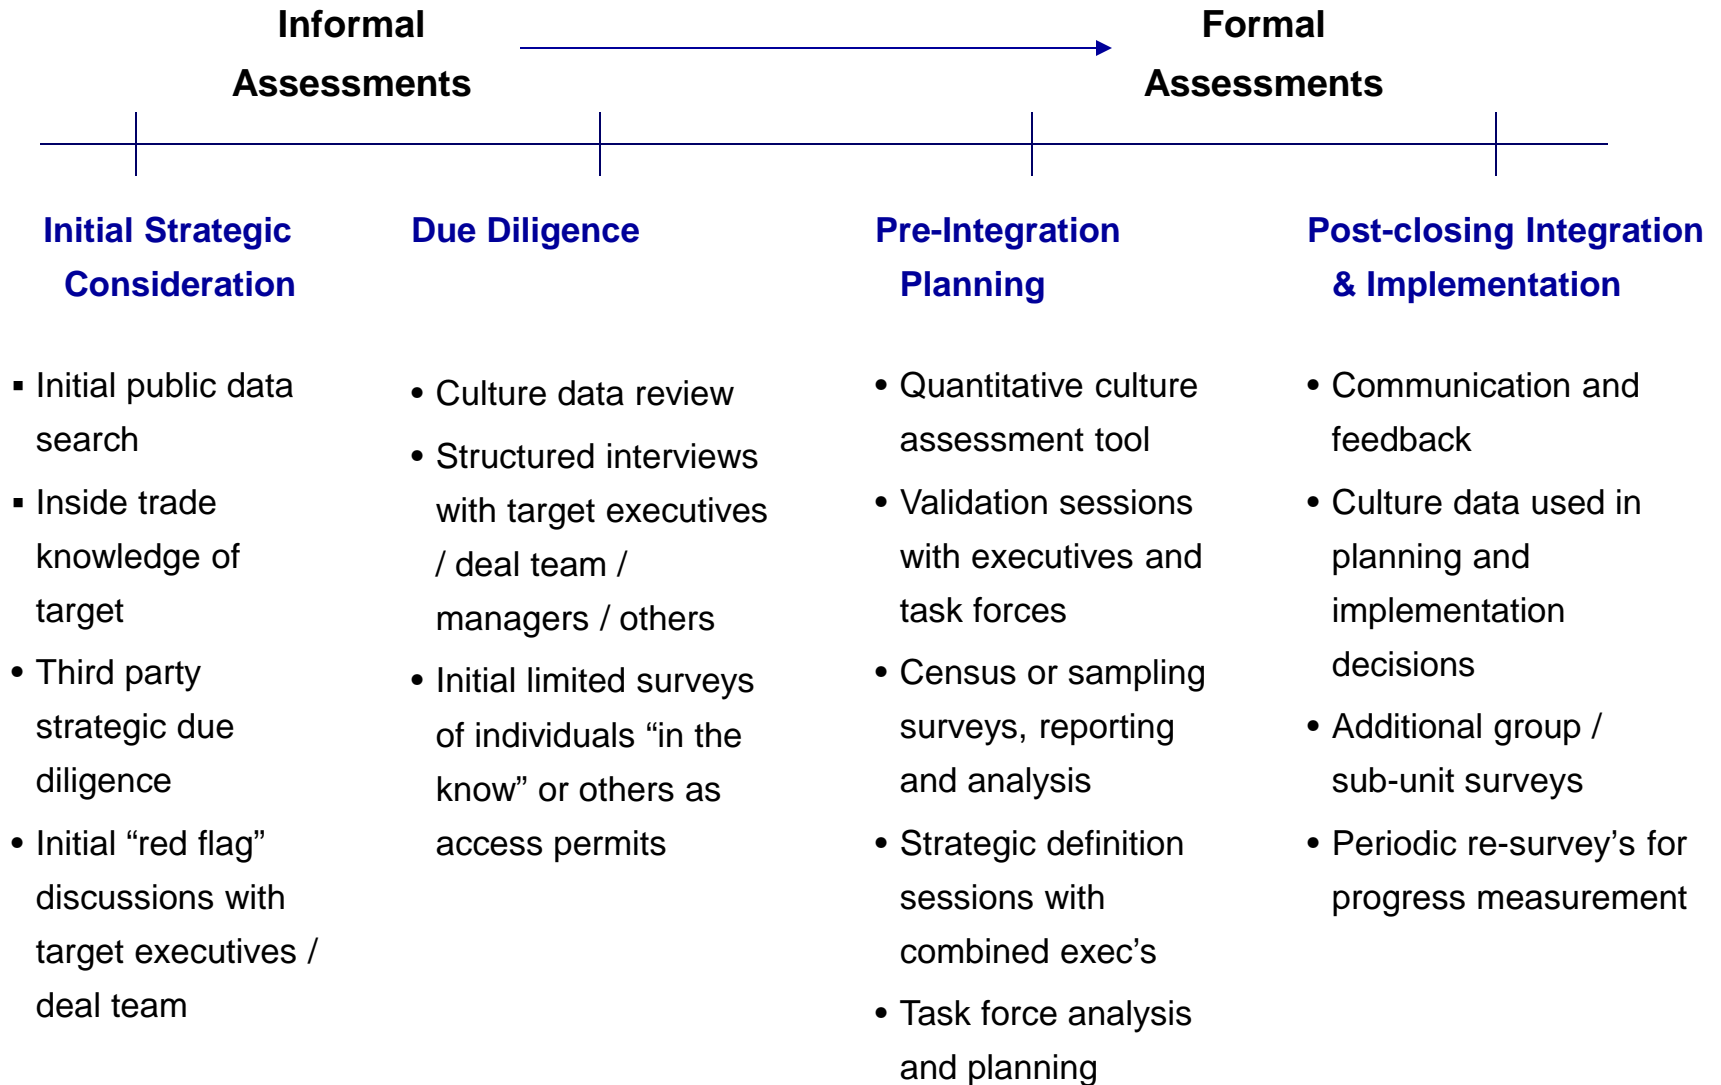 Informal
Assessments
Formal
Assessments
Initial Strategic
Consideration
▪ Initial public data
search
▪ Inside trade
knowledge of
target
• Third party
strategic due
diligence
• Initial “red flag”
discussions with
target executives /
deal team
Due Diligence
• Culture data review
• Structured interviews
with target executives
/ deal team /
managers / others
• Initial limited surveys
of individuals “in the
know” or others as
access permits
Pre-Integration
Planning
• Quantitative culture
assessment tool
• Validation sessions
with executives and
task forces
• Census or sampling
surveys, reporting
and analysis
• Strategic definition
sessions with
combined exec’s
• Task force analysis
and planning
Post-closing Integration
& Implementation
• Communication and
feedback
• Culture data used in
planning and
implementation
decisions
• Additional group /
sub-unit surveys
• Periodic re-survey’s for
progress measurement